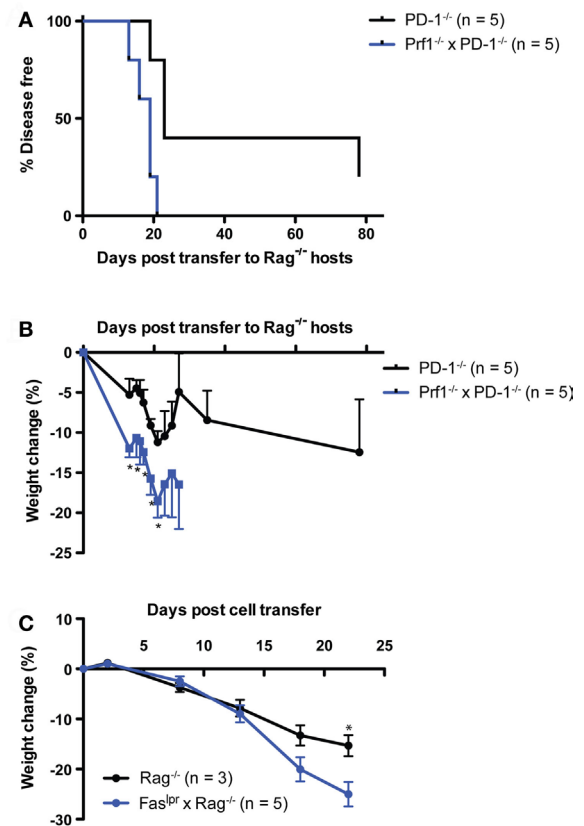 A
PD-1-/- (n = 5)
Prf1-/- x PD-1-/- (n = 5)
100
50
0
% Disease free
0 20 40 60 80
Days post transfer to Rag-/- hosts
B
Days post transfer to Rag-/- hosts
0
-5
-10
-15
-20
-25
Weight change (%)
PD-1-/- (n = 5)
Prf1-/- x PD-1-/- (n = 5)
* * * * *
C
Days post cell transfer
10
0
-10
-20
-30
Weight change (%)
5 10 15 20 25
*
Rag-/- (n = 3)
Faslpr x Rag-/- (n = 5)